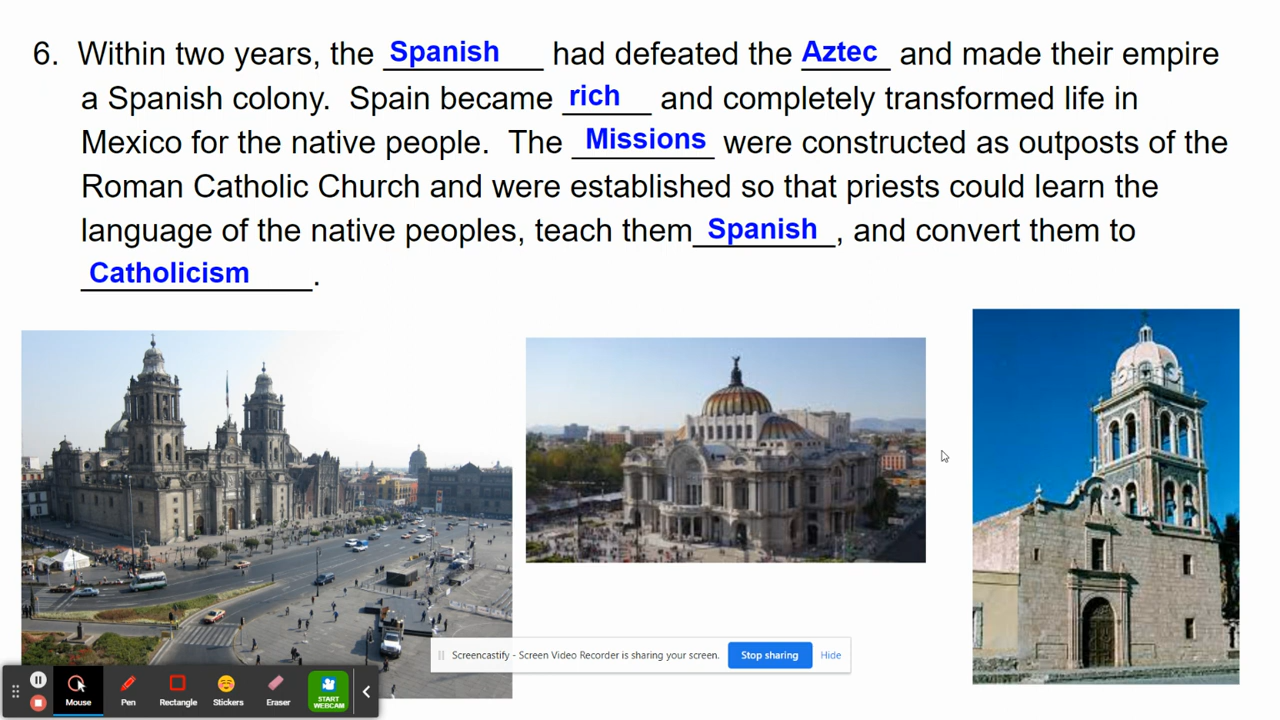 6. Within two years, the Spanish had defeated the Aztec and made their empire
a Spanish colony. Spain became rich and completely transformed life in
Mexico for the native people. The Missions were constructed as outposts of the
Roman Catholic Church and were established so that priests could learn the
language of the native peoples, teach them Spanish, and convert them to
Catholicism.
Screencastify - Screen Video Recorder is sharing your screen. Stop sharing Hide
Mouse Pen Rectangle Stickers Eraser START
WEBCAM